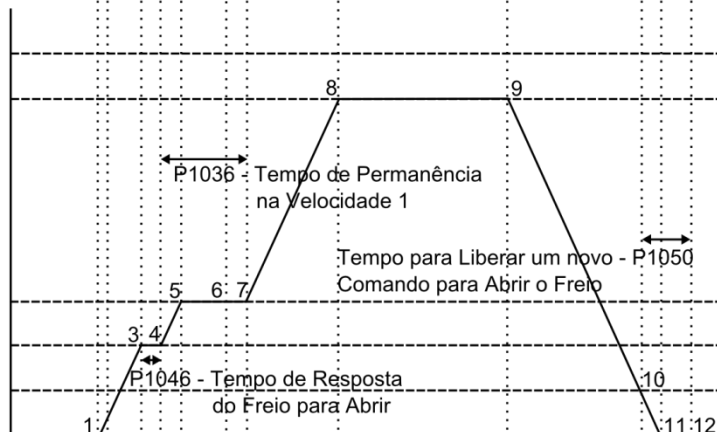 8
9
P1036 - Tempo de Permanência
na Velocidade 1
Tempo para Liberar um novo - P1050
Comando para Abrir o Freio
5
6
7
3
4
P1046 - Tempo de Resposta
do Freio para Abrir
10
1
11
12